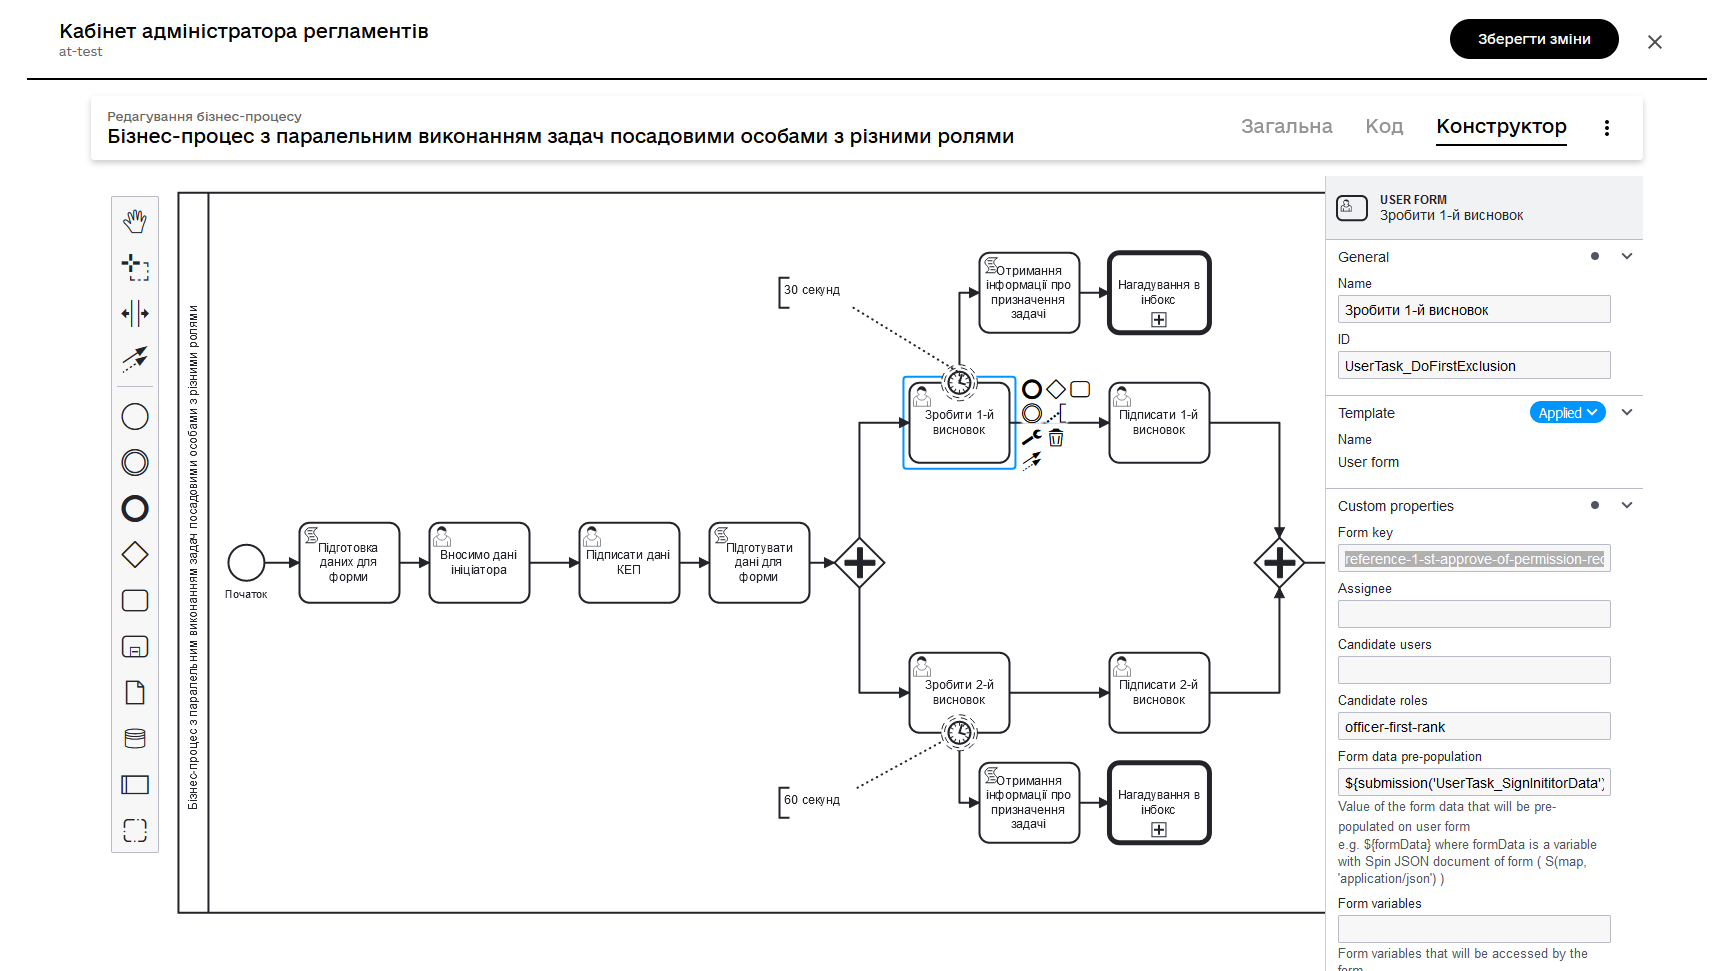 Кабінет адміністратора регламентів
at-test
Зберегти зміни
Редагування бізнес-процесу
Бізнес-процес з паралельним виконанням задач посадовими особами з різними ролями
Загальна
Код
Конструктор
Бізнес-процес з паралельним виконанням задач посадовими особами з різними ролями
Початок
Підготовка
даних для
форми
Вносимо дані
ініціатора
Підписати дані
КЕП
Підготувати
дані для
форми
30 секунд
Отримання
інформації про
призначення
задачі
Нагадування в
інбокс
Зробити 1-й
висновок
Підписати 1-й
висновок
Зробити 2-й
висновок
Підписати 2-й
висновок
60 секунд
Отримання
інформації про
призначення
задачі
Нагадування в
інбокс
USER FORM
Зробити 1-й висновок
General
Name
Зробити 1-й висновок
ID
UserTask_DoFirstExclusion
Template
Applied
Name
User form
Custom properties
Form key
reference-1-st-approve-of-permission-rec
Assignee
Candidate users
Candidate roles
officer-first-rank
Form data pre-population
${submission('UserTask_SignInititorData')
Value of the form data that will be pre-
populated on user form
e.g. ${formData} where formData is a variable
with Spin JSON document of form ( S(map,
'application/json') )
Form variables
Form variables that will be accessed by the
form